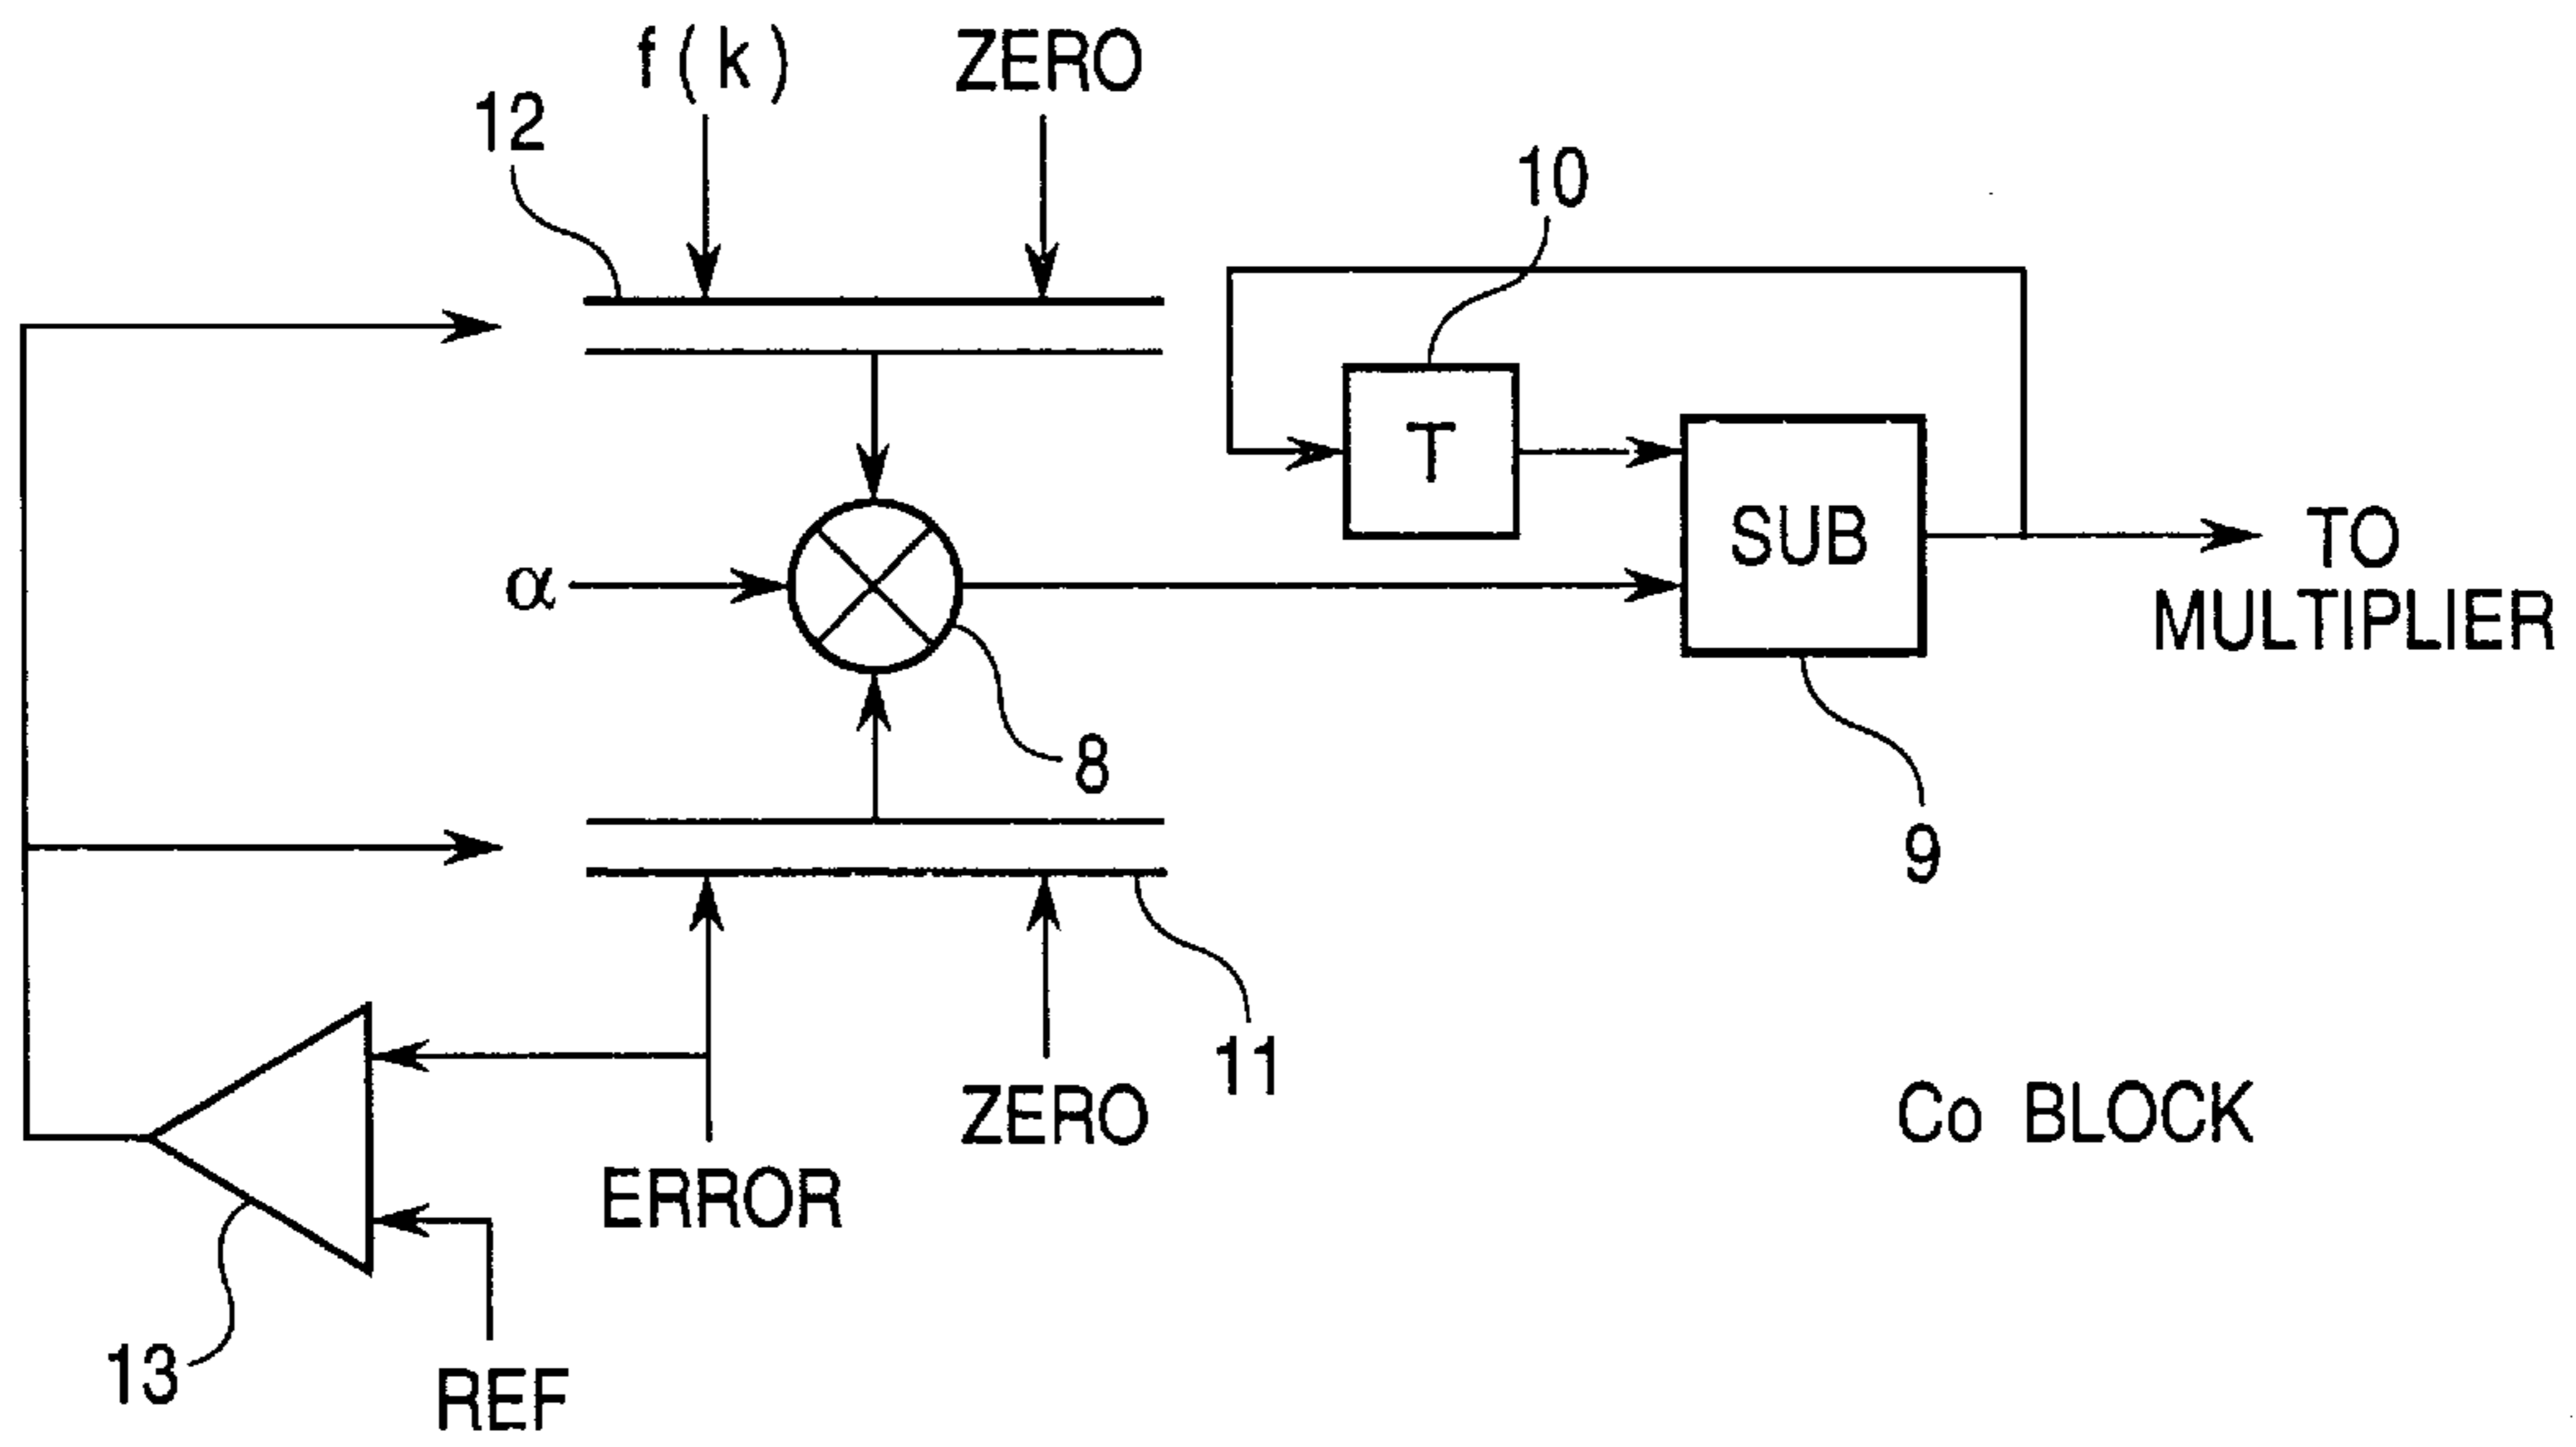 f(k)
ZERO
12
10
T
SUB
TO
MULTIPLIER
α
8
9
11
ZERO
Co BLOCK
ERROR
13
REF